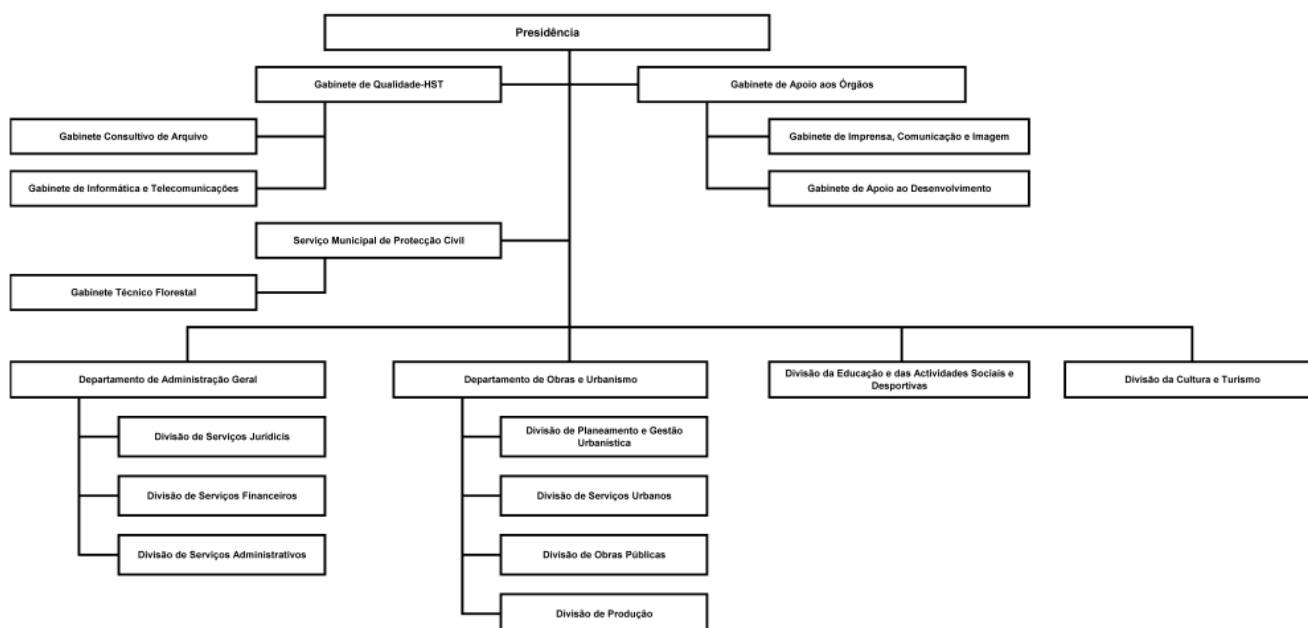 Presidência
Gabinete de Qualidade-HST
Gabinete de Apoio aos Órgãos
Gabinete Consultivo de Arquivo
Gabinete de Imprensa, Comunicação e Imagem
Gabinete de Informática e Telecomunicações
Gabinete de Apoio ao Desenvolvimento
Serviço Municipal de Protecção Civil
Gabinete Técnico Florestal
Departamento de Administração Geral
Departamento de Obras e Urbanismo
Divisão da Educação e das Actividades Sociais e
Desportivas
Divisão da Cultura e Turismo
Divisão de Serviços Jurídicis
Divisão de Planeamento e Gestão
Urbanística
Divisão de Serviços Financeiros
Divisão de Serviços Urbanos
Divisão de Serviços Administrativos
Divisão de Obras Públicas
Divisão de Produção